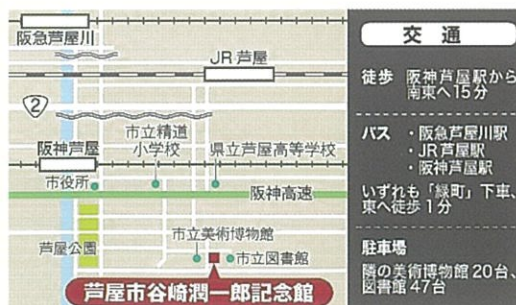 阪急芦屋川
JR 芦屋
2
阪神芦屋
市立精道
小学校
県立芦屋高等学校
市役所
阪神高速
芦屋公園
市立美術博物館
市立図書館
芦屋市谷崎潤一郎記念館
交通
徒歩 阪神芦屋駅から
南東へ15分
バス ・阪急芦屋川駅
・JR芦屋駅
・阪神芦屋駅
いずれも「緑町」下車、
東へ徒歩1分
駐車場
隣の美術博物館20台、
図書館47台